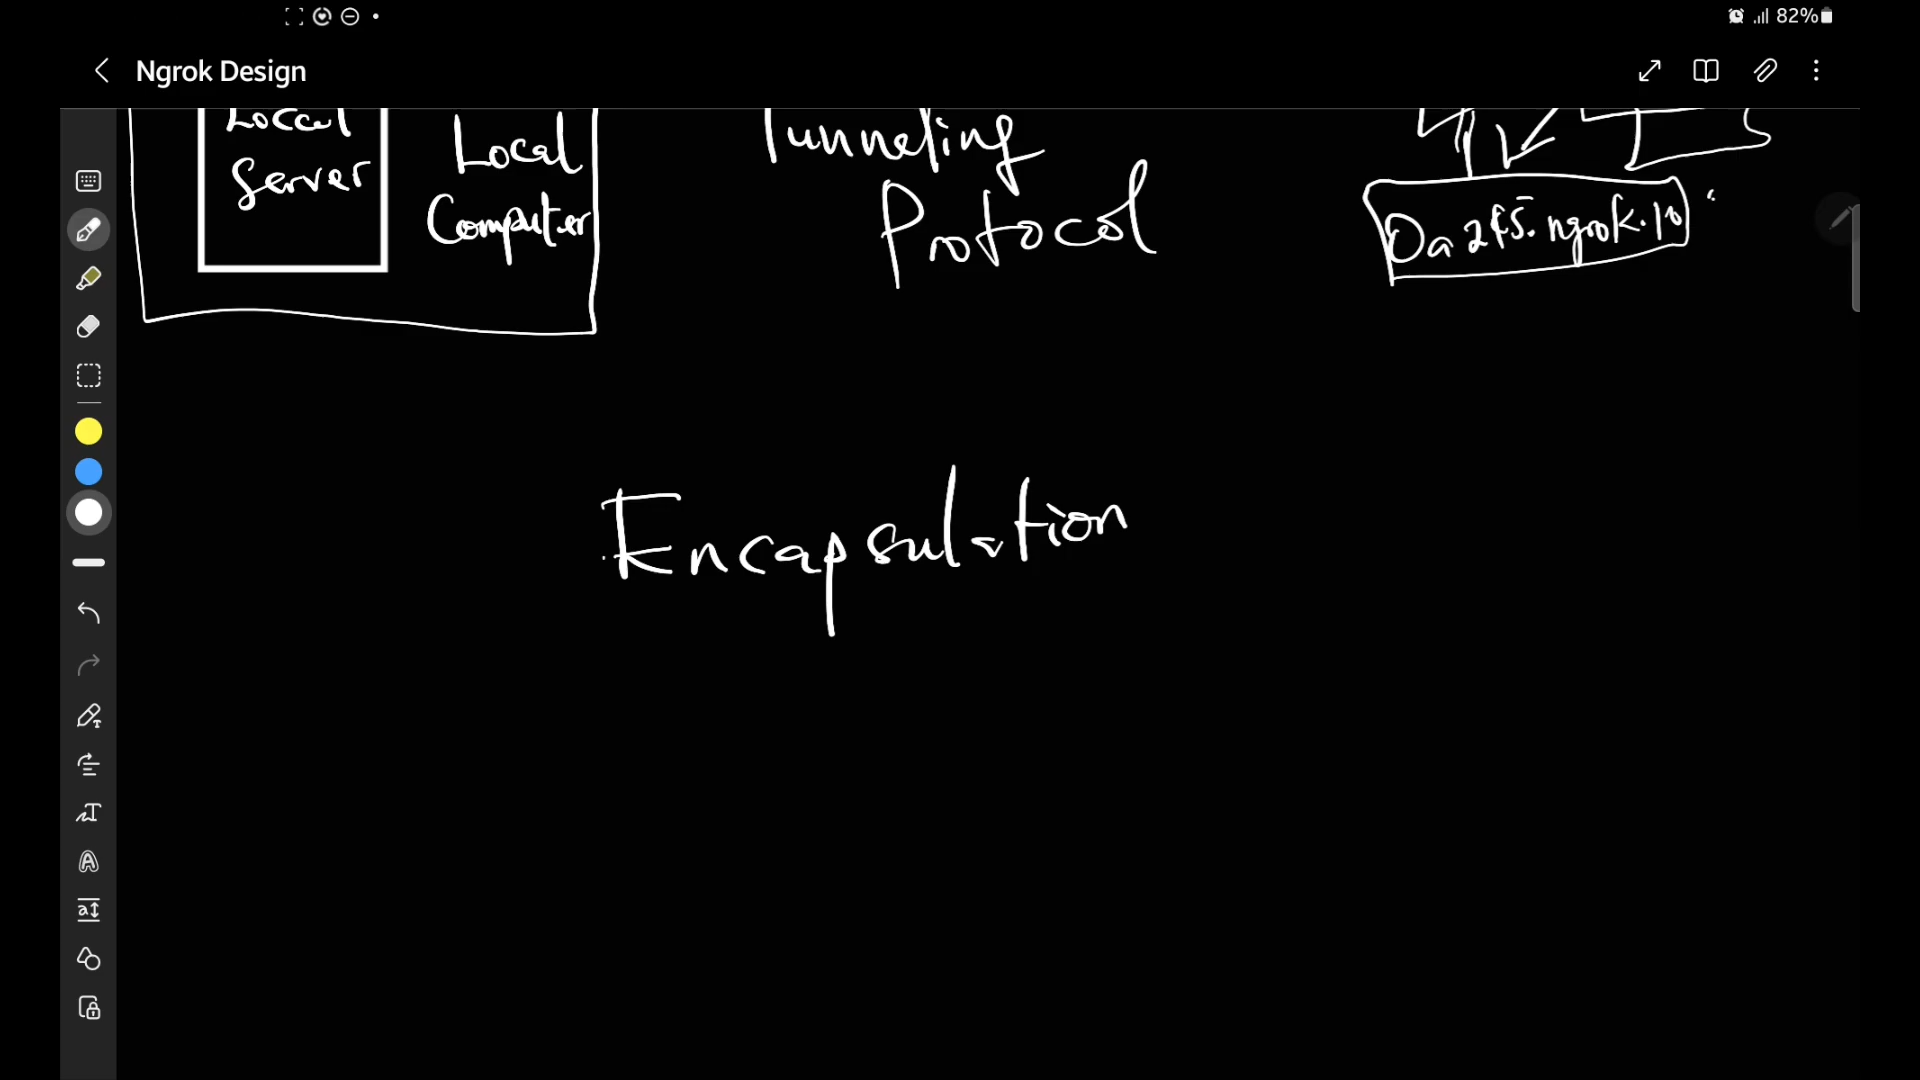 82%
Ngrok Design
Local
Server
Local
Computer
Tunneling
Protocol
Encapsulation